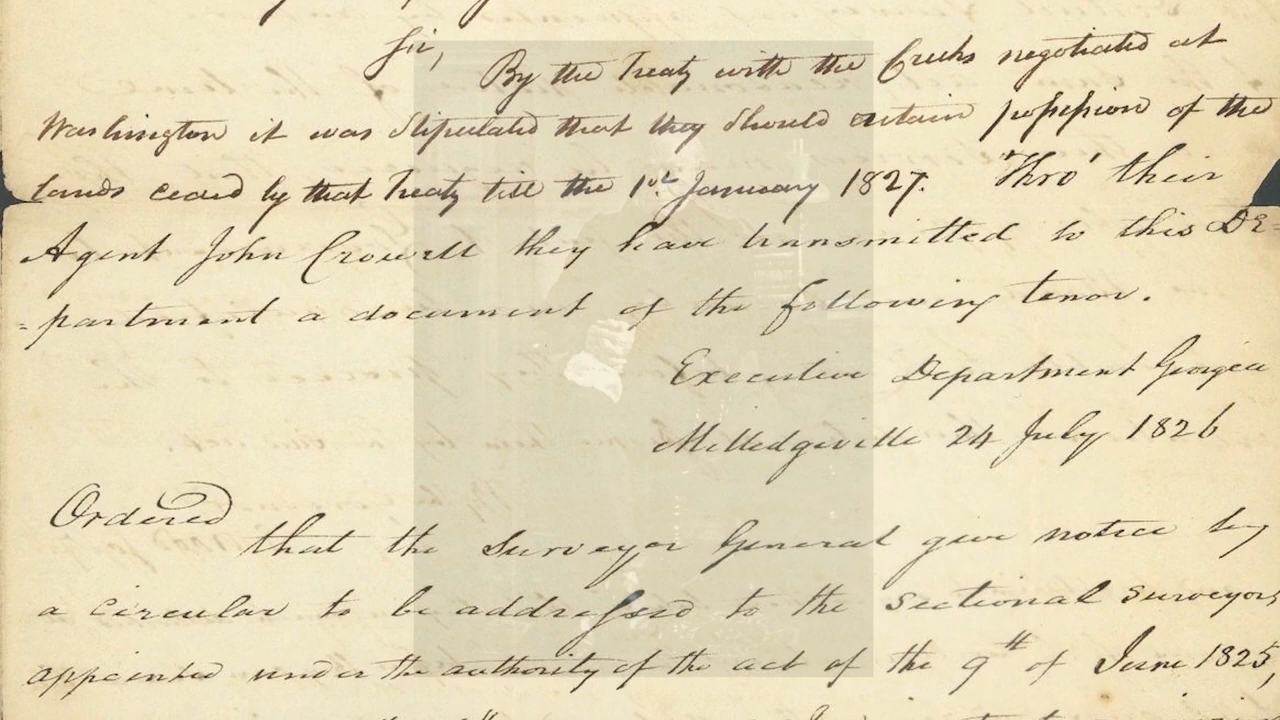 Sir,
By the Treaty with the Creeks negotiated at
Washington it was stipulated that they should retain possession of the
lands ceded by that Treaty till the 1st January 1827. Thro' their
Agent John Crowell they have transmitted to this De=
=partment a document of the following tenor.
Executive Department Georgia
Milledgeville 24 July 1826
Ordered
that the Surveyor General give notice by
a circular to be addressed to the sectional surveyors
appointed under the authority of the act of the 9th of June 1825,